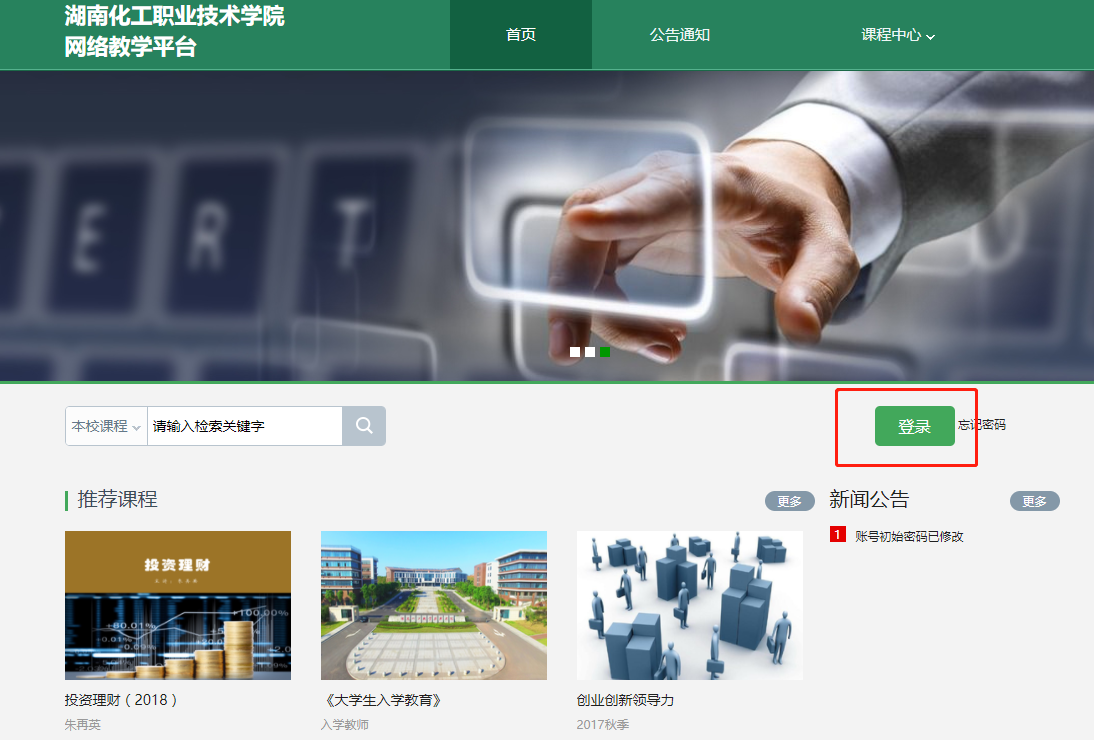 湖南化工职业技术学院
网络教学平台
首页
公告通知
课程中心
E R T
本校课程
请输入检索关键字
登录
忘记密码
推荐课程
更多
新闻公告
更多
1 账号初始密码已修改
投资理财
+80.01%
+100.00%
投资理财（2018）
朱再英
《大学生入学教育》
入学教师
创业创新领导力
2017秋季